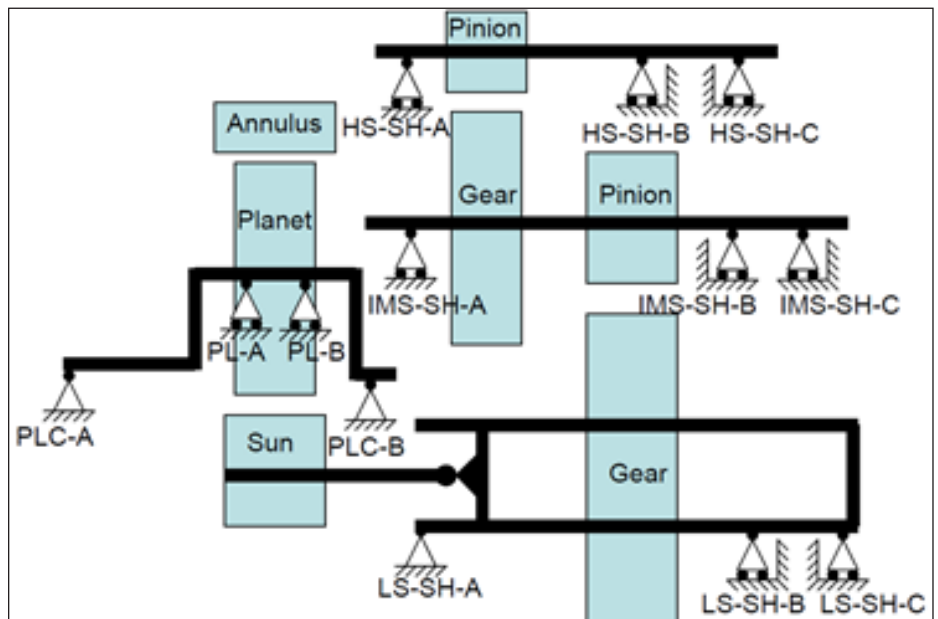 Pinion
HS-SH-A
HS-SH-B
HS-SH-C
Annulus
Gear
Pinion
Planet
IMS-SH-A
IMS-SH-B
IMS-SH-C
PL-A
PL-B
PLC-A
PLC-B
Sun
Gear
LS-SH-A
LS-SH-B
LS-SH-C